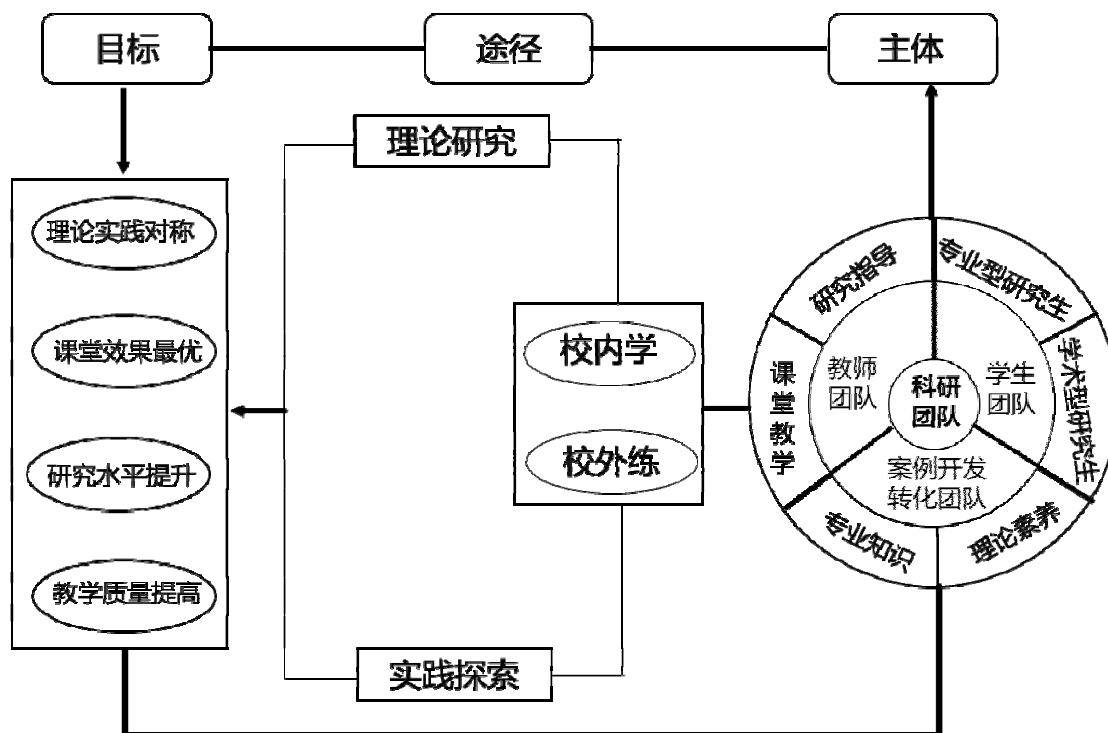 目标
途径
主体
理论研究
理论实践对称
课堂效果最优
研究水平提升
教学质量提高
校内学
校外练
实践探索
研究指导
专业型研究生
课堂教学
教师
团队
科研
团队
学生
团队
学术型研究生
案例开发
转化团队
专业知识
理论素养